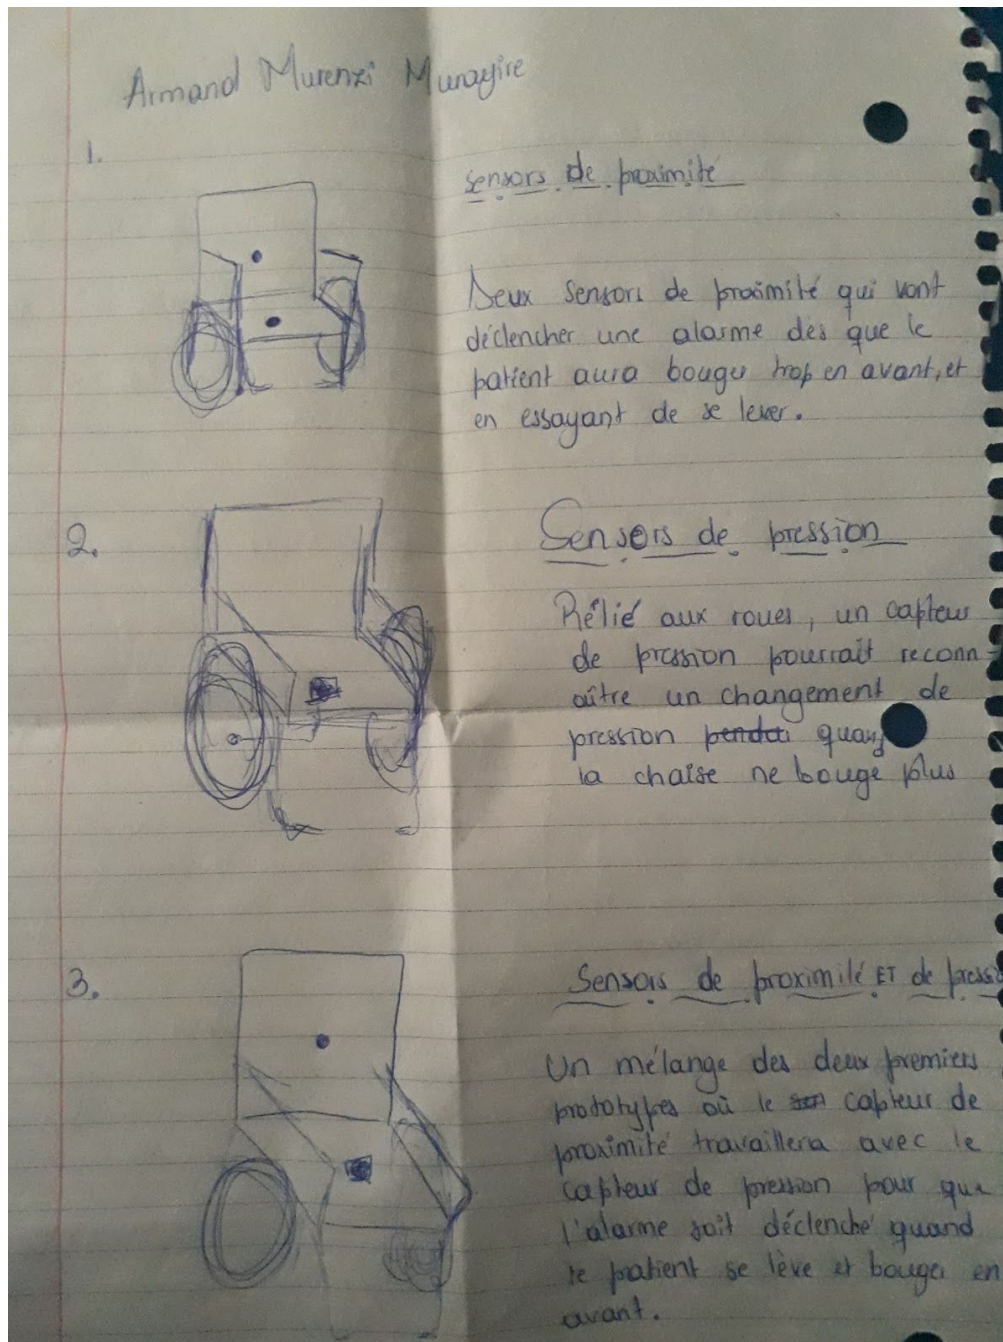 Armand Murenzi Munayire
1.
sensors de proximité
Deux sensors de proximité qui vont
déclencher une alarme dès que le
patient aura bouger trop en avant, et
en essayant de se lever.
2.
Sensors de pression
Rélié aux roues, un capteur
de pression pourrait reconn-
aître un changement de
pression quand
la chaise ne bouge plus
3.
Sensors de proximité ET de press
Un mélange des deux premiers
prototypes où le capteur de
proximité travaillera avec le
capteur de pression pour que
l'alarme soit déclenché quand
le patient se lève et bouger en
avant.